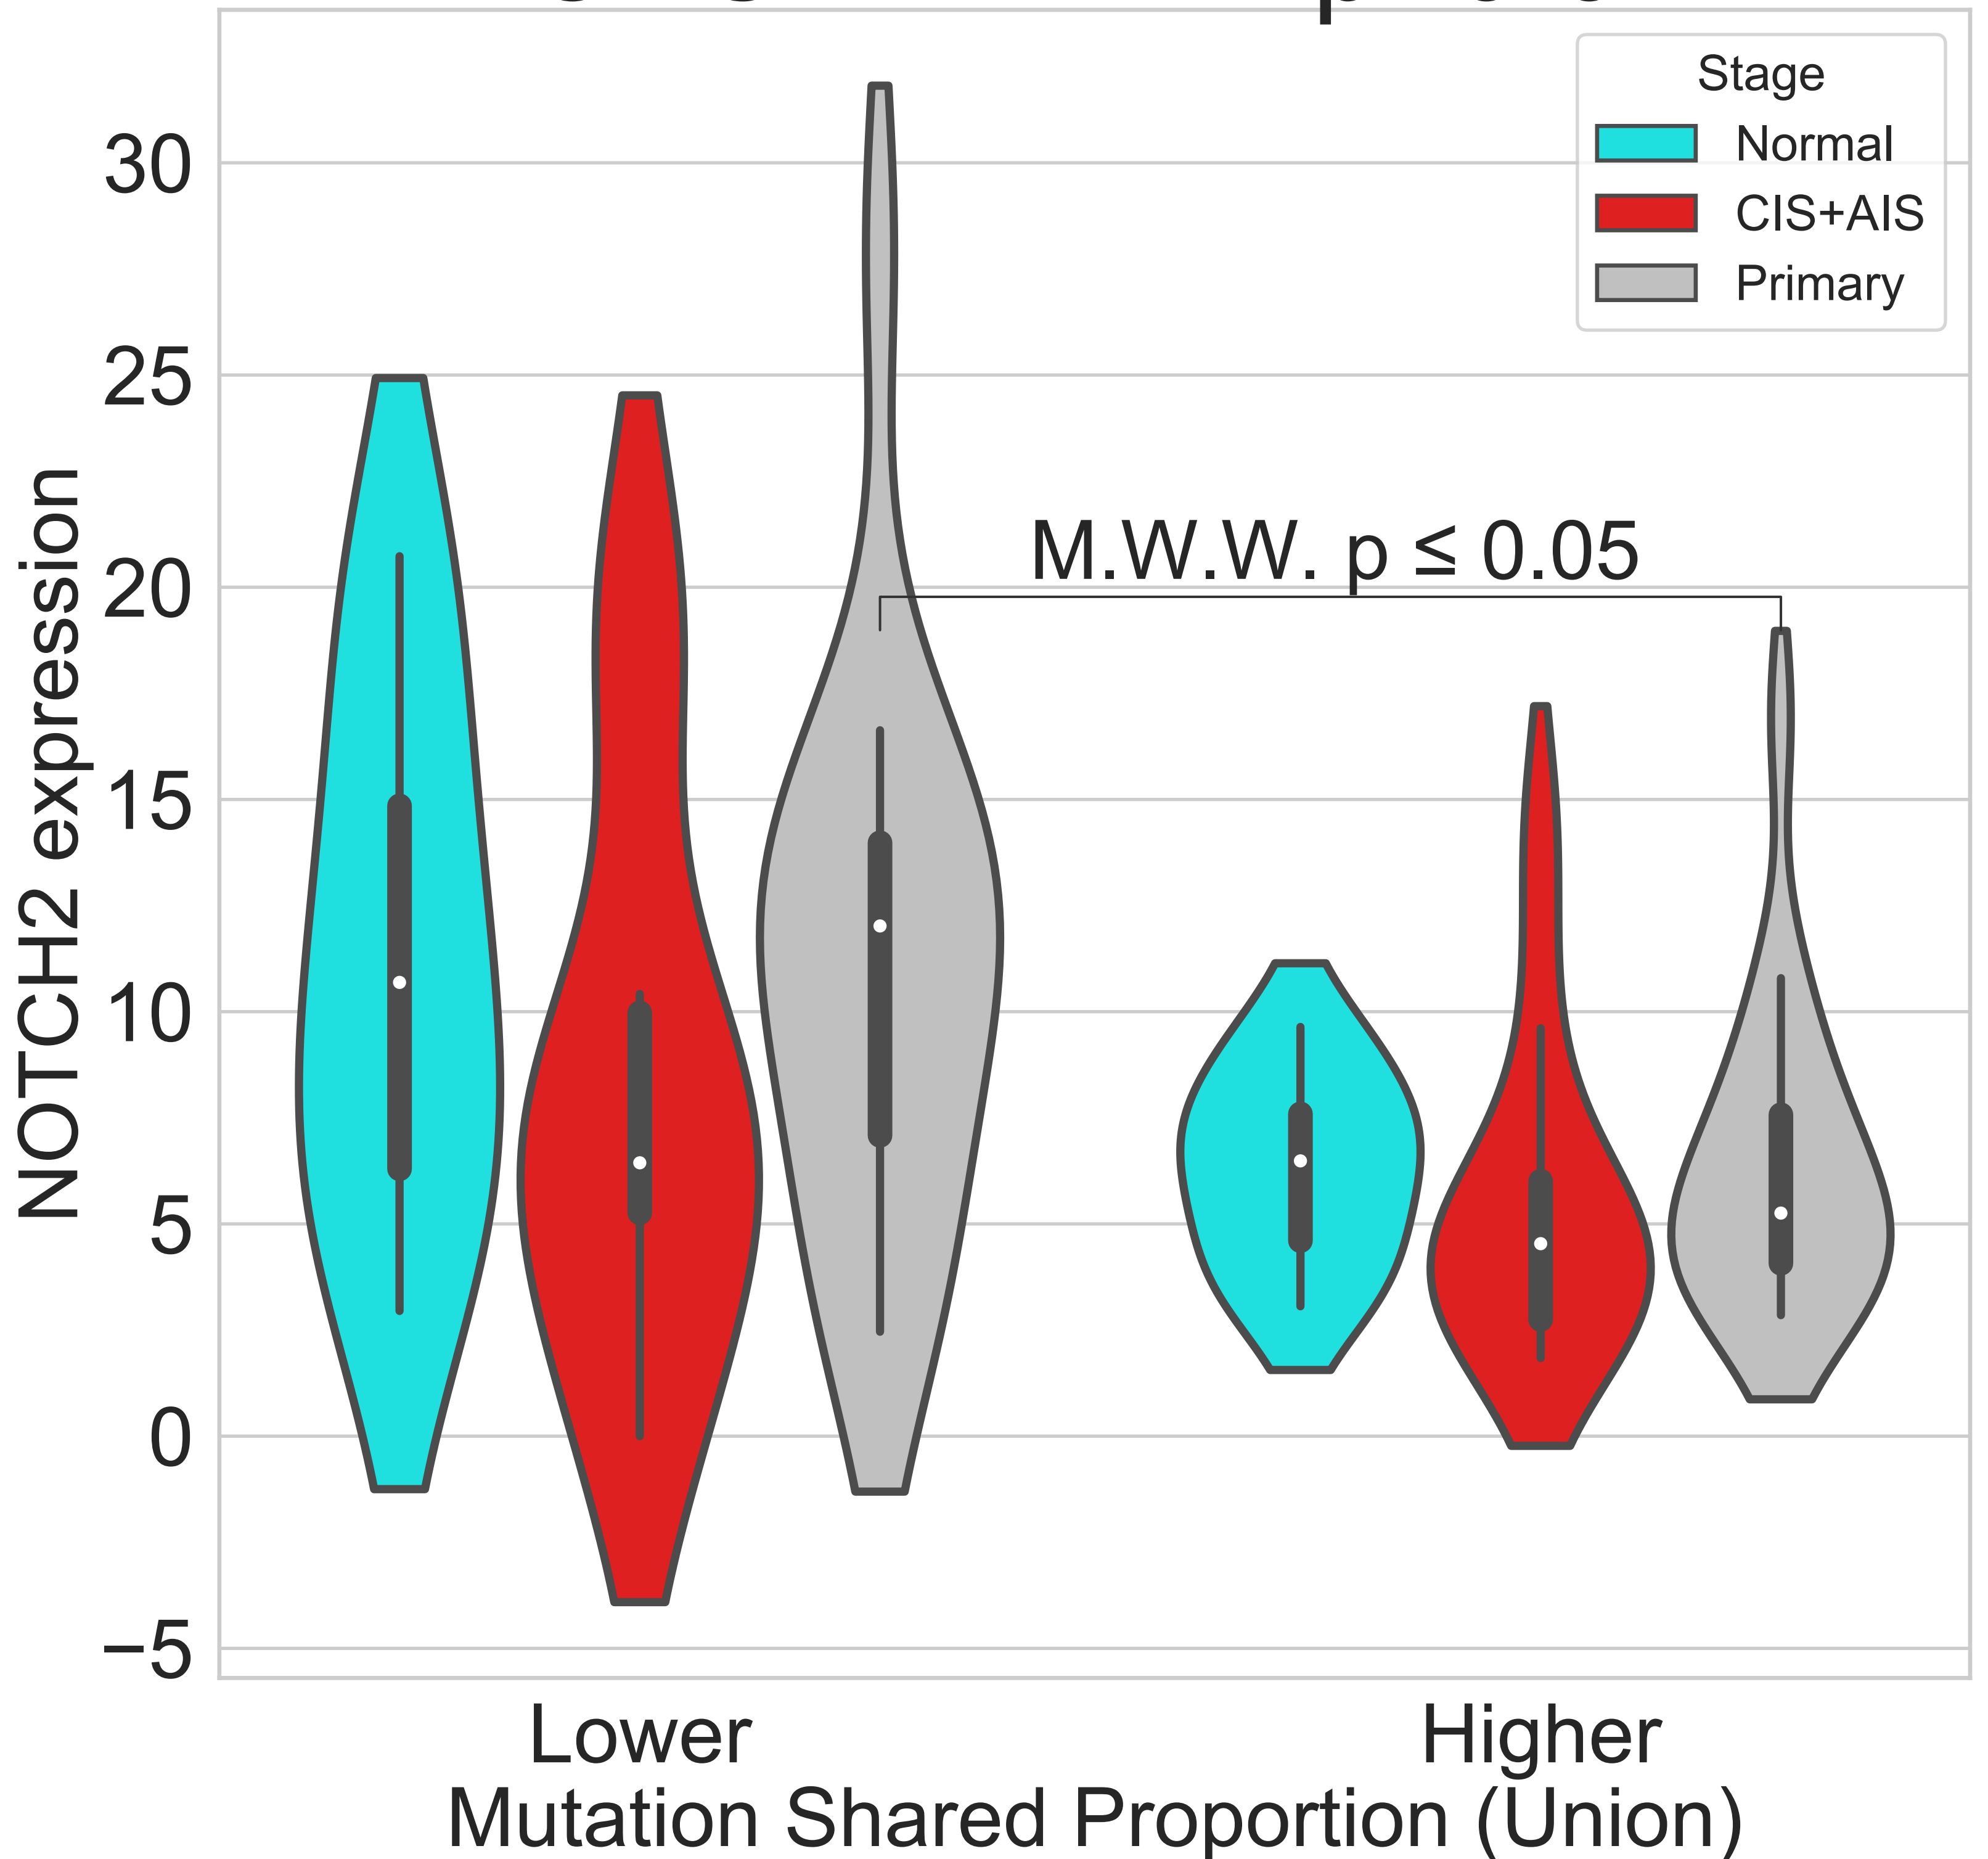 Stage
Normal
CIS+AIS
Primary
30
25
20
15
10
5
0
−5
NOTCH2 expression
M.W.W. p ≤ 0.05
Lower
Higher
Mutation Shared Proportion (Union)